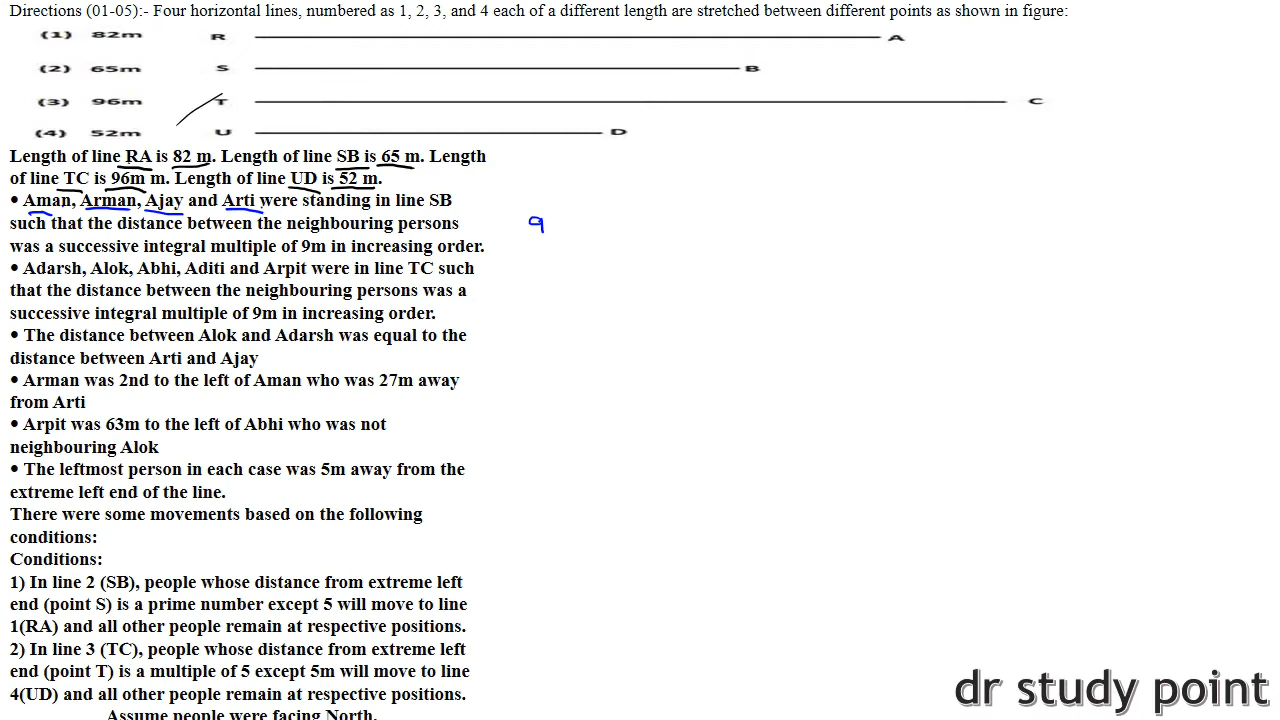 Directions (01-05):- Four horizontal lines, numbered as 1, 2, 3, and 4 each of a different length are stretched between different points as shown in figure:
(1) 82m R A
(2) 65m S B
(3) 96m T C
(4) 52m U D
Length of line RA is 82 m. Length of line SB is 65 m. Length
of line TC is 96m m. Length of line UD is 52 m.
• Aman, Arman, Ajay and Arti were standing in line SB
such that the distance between the neighbouring persons
9
was a successive integral multiple of 9m in increasing order.
• Adarsh, Alok, Abhi, Aditi and Arpit were in line TC such
that the distance between the neighbouring persons was a
successive integral multiple of 9m in increasing order.
• The distance between Alok and Adarsh was equal to the
distance between Arti and Ajay
• Arman was 2nd to the left of Aman who was 27m away
from Arti
• Arpit was 63m to the left of Abhi who was not
neighbouring Alok
• The leftmost person in each case was 5m away from the
extreme left end of the line.
There were some movements based on the following
conditions:
Conditions:
1) In line 2 (SB), people whose distance from extreme left
end (point S) is a prime number except 5 will move to line
1(RA) and all other people remain at respective positions.
2) In line 3 (TC), people whose distance from extreme left
end (point T) is a multiple of 5 except 5m will move to line
4(UD) and all other people remain at respective positions.
Assume people were facing North.
dr study point